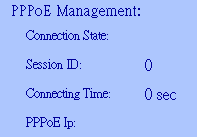 PPPoE Management:
Connection State:
Session ID: 0
Connecting Time: 0 sec
PPPoE Ip: